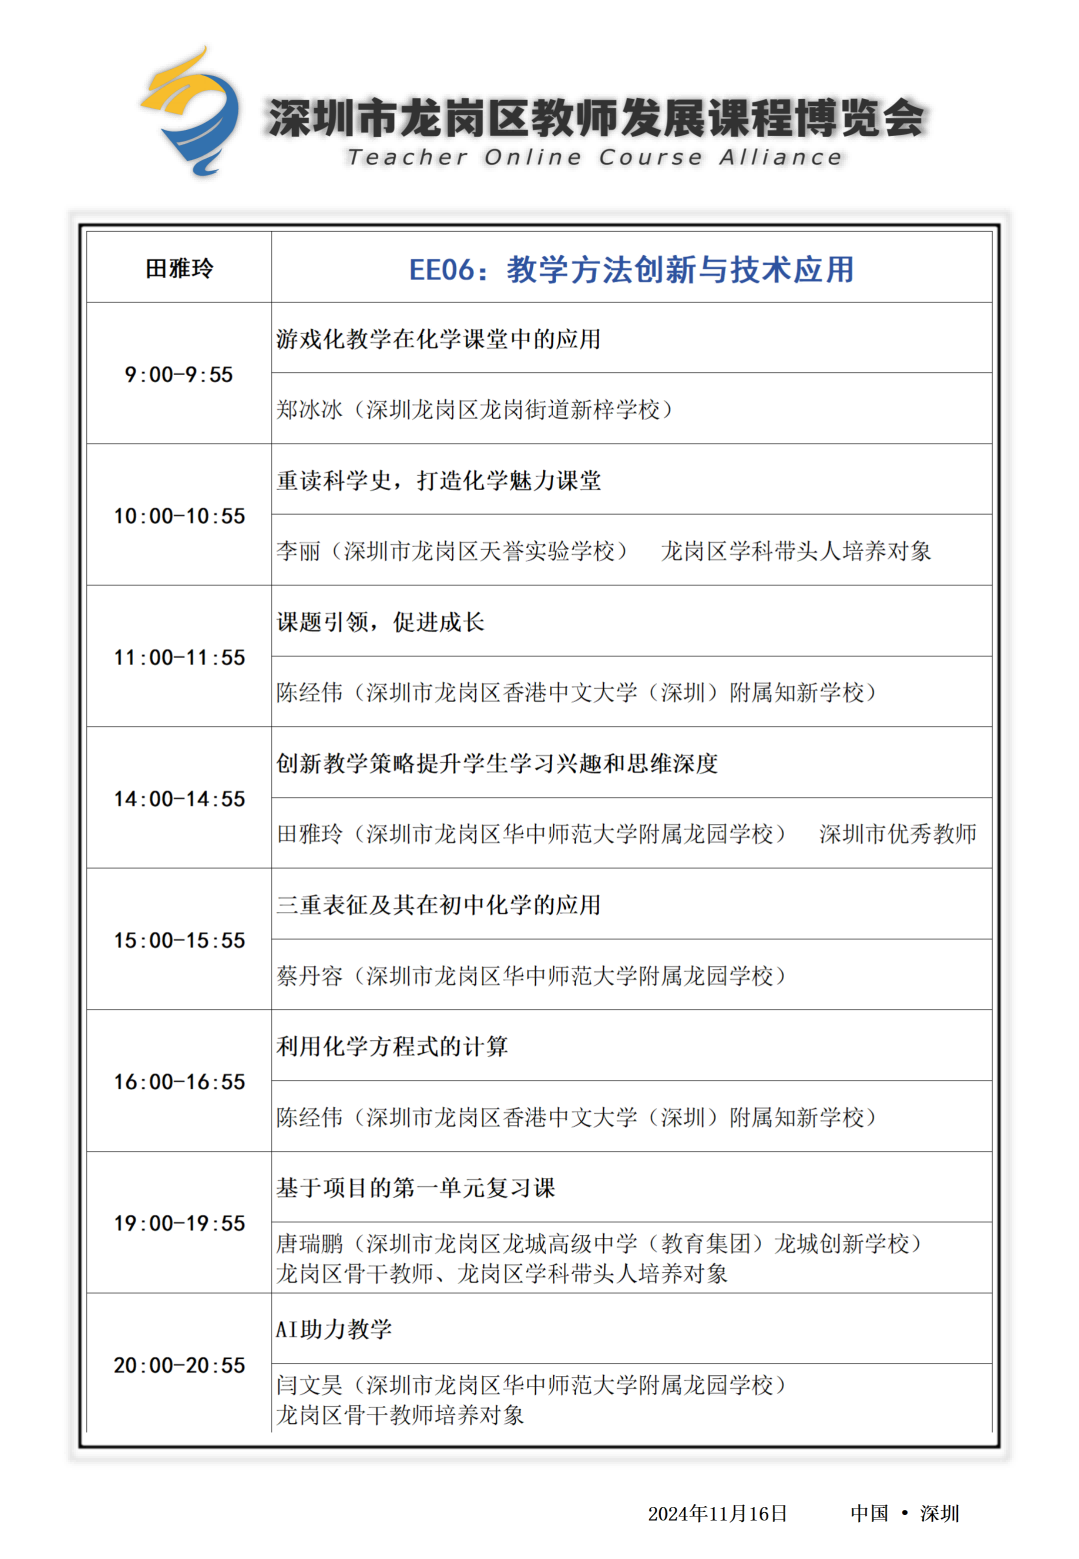 深圳市龙岗区教师发展课程博览会
Teacher Online Course Alliance
田雅玲
EE06：教学方法创新与技术应用
9:00-9:55
游戏化教学在化学课堂中的应用
郑冰冰（深圳龙岗区龙岗街道新梓学校）
10:00-10:55
重读科学史，打造化学魅力课堂
李丽（深圳市龙岗区天誉实验学校） 龙岗区学科带头人培养对象
11:00-11:55
课题引领，促进成长
陈经伟（深圳市龙岗区香港中文大学（深圳）附属知新学校）
14:00-14:55
创新教学策略提升学生学习兴趣和思维深度
田雅玲（深圳市龙岗区华中师范大学附属龙园学校） 深圳市优秀教师
15:00-15:55
三重表征及其在初中化学的应用
蔡丹容（深圳市龙岗区华中师范大学附属龙园学校）
16:00-16:55
利用化学方程式的计算
陈经伟（深圳市龙岗区香港中文大学（深圳）附属知新学校）
19:00-19:55
基于项目的第一单元复习课
唐瑞鹏（深圳市龙岗区龙城高级中学（教育集团）龙城创新学校）
龙岗区骨干教师、龙岗区学科带头人培养对象
20:00-20:55
AI助力教学
闫文昊（深圳市龙岗区华中师范大学附属龙园学校）
龙岗区骨干教师培养对象
2024年11月16日 中国 • 深圳